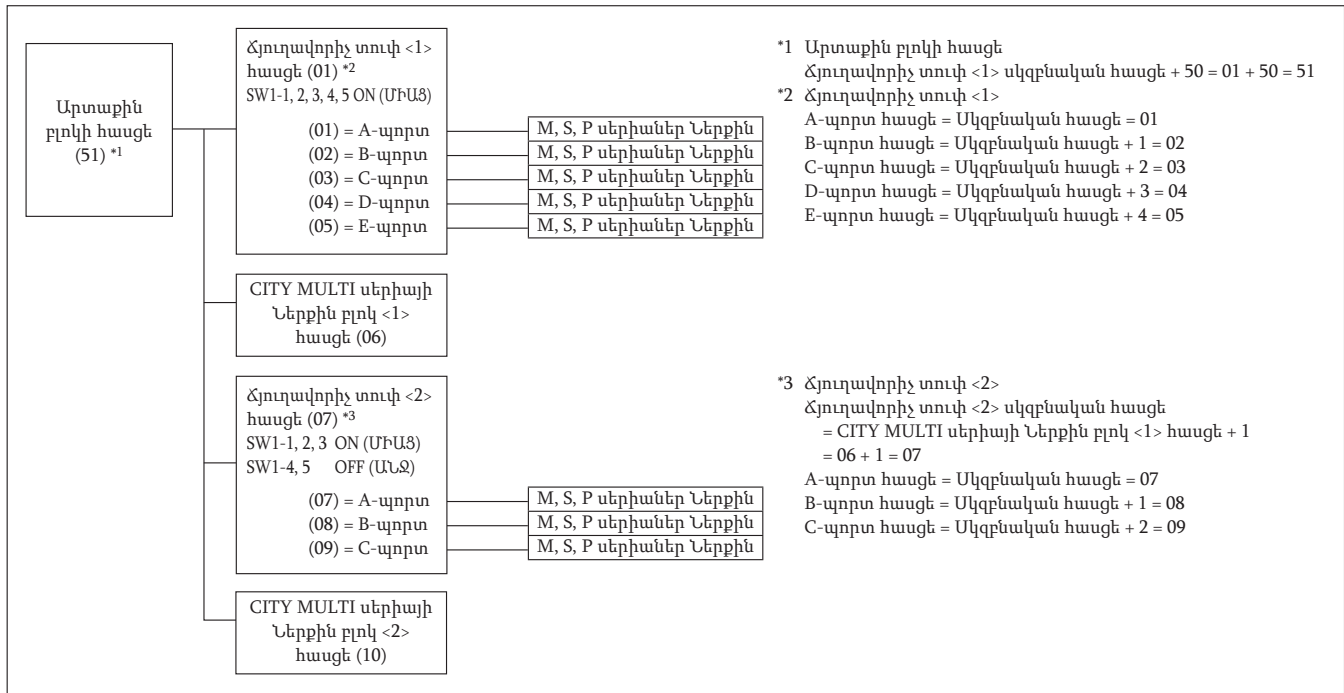 Արտաքին
բլոկի հասցե
(51) *1
Ճյուղավորիչ տուփ <1>
հասցե (01) *2
SW1-1, 2, 3, 4, 5 ON (ՄԻԱՑ)
(01) = A-պորտ
(02) = B-պորտ
(03) = C-պորտ
(04) = D-պորտ
(05) = E-պորտ
M, S, P սերիաներ Ներքին
M, S, P սերիաներ Ներքին
M, S, P սերիաներ Ներքին
M, S, P սերիաներ Ներքին
M, S, P սերիաներ Ներքին
*1 Արտաքին բլոկի հասցե
Ճյուղավորիչ տուփ <1> սկզբնական հասցե + 50 = 01 + 50 = 51
*2 Ճյուղավորիչ տուփ <1>
A-պորտ հասցե = Սկզբնական հասցե = 01
B-պորտ հասցե = Սկզբնական հասցե + 1 = 02
C-պորտ հասցե = Սկզբնական հասցե + 2 = 03
D-պորտ հասցե = Սկզբնական հասցե + 3 = 04
E-պորտ հասցե = Սկզբնական հասցե + 4 = 05
CITY MULTI սերիայի
Ներքին բլոկ <1>
հասցե (06)
Ճյուղավորիչ տուփ <2>
հասցե (07) *3
SW1-1, 2, 3 ON (ՄԻԱՑ)
SW1-4, 5 OFF (ԱՆՋ)
(07) = A-պորտ
(08) = B-պորտ
(09) = C-պորտ
M, S, P սերիաներ Ներքին
M, S, P սերիաներ Ներքին
M, S, P սերիաներ Ներքին
*3 Ճյուղավորիչ տուփ <2>
Ճյուղավորիչ տուփ <2> սկզբնական հասցե
= CITY MULTI սերիայի Ներքին բլոկ <1> հասցե + 1
= 06 + 1 = 07
A-պորտ հասցե = Սկզբնական հասցե = 07
B-պորտ հասցե = Սկզբնական հասցե + 1 = 08
C-պորտ հասցե = Սկզբնական հասցե + 2 = 09
CITY MULTI սերիայի
Ներքին բլոկ <2>
հասցե (10)